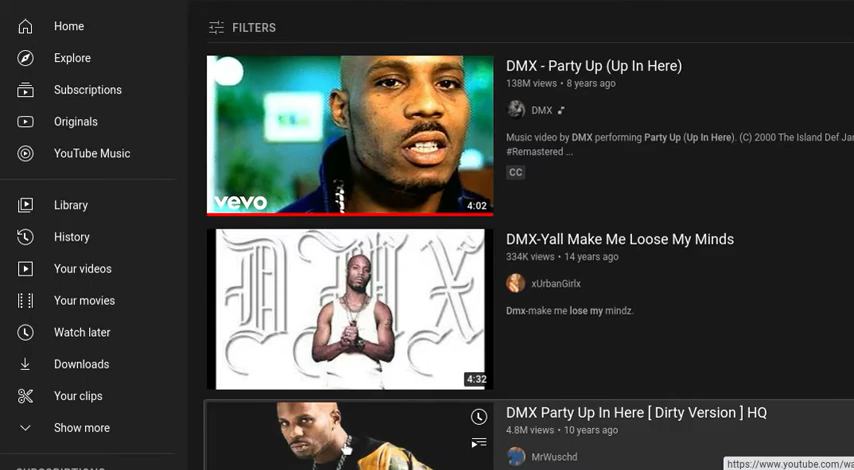 Home
Explore
Subscriptions
Originals
YouTube Music
Library
History
Your videos
Your movies
Watch later
Downloads
Your clips
Show more
FILTERS
vevo
4:02
DMX - Party Up (Up In Here)
138M views • 8 years ago
DMX
Music video by DMX performing Party Up (Up In Here). (C) 2000 The Island Def Jar
#Remastered ...
CC
DMX
4:32
DMX-Yall Make Me Loose My Minds
334K views • 14 years ago
xUrbanGirlx
Dmx-make me lose my mindz.
DMX Party Up In Here [ Dirty Version ] HQ
4.8M views • 10 years ago
MrWuschd
https://www.youtube.com/wa